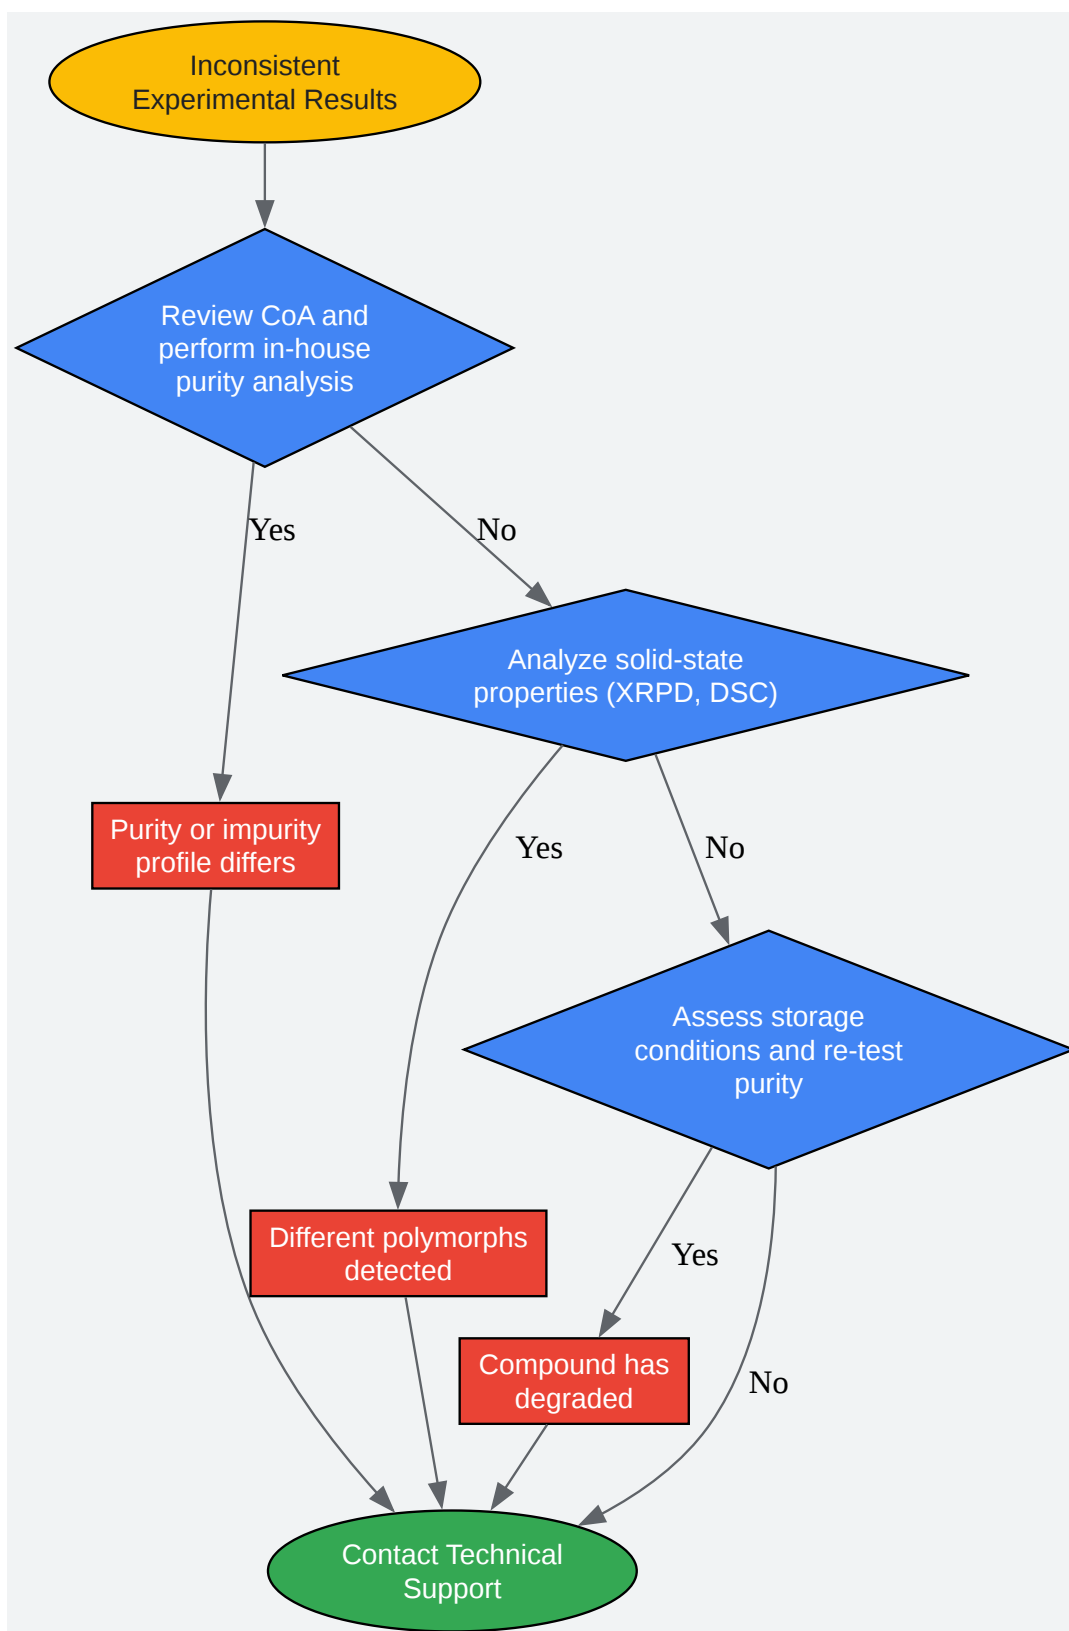 Inconsistent
Experimental Results
Review CoA and
perform in-house
purity analysis
Yes
No
Analyze solid-state
properties (XRPD, DSC)
Purity or impurity
profile differs
Yes
No
Assess storage
conditions and re-test
purity
Different polymorphs
detected
Yes
Compound has
degraded
No
Contact Technical
Support